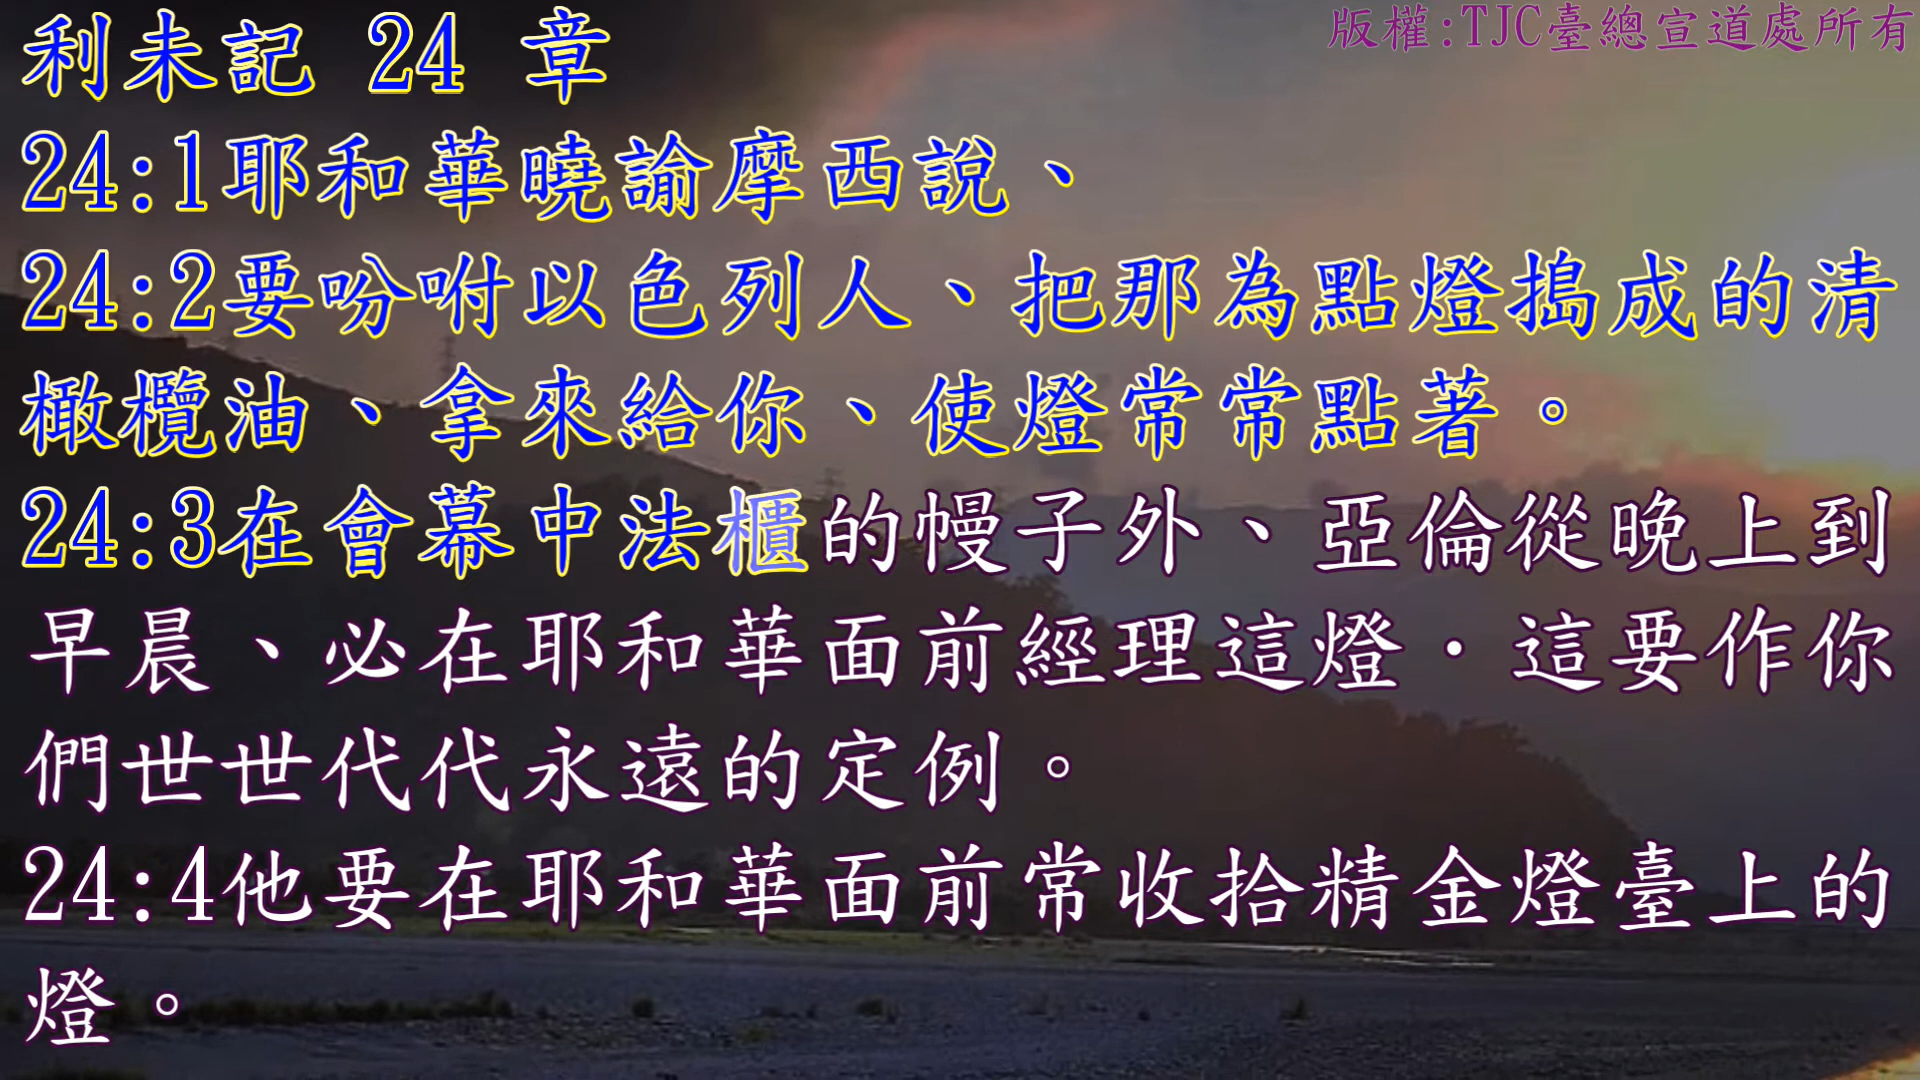 利未記 24 章
版權:TJC臺總宣道處所有
24:1耶和華曉諭摩西說、
24:2要吩咐以色列人、把那為點燈搗成的清
橄欖油、拿來給你、使燈常常點著。
24:3在會幕中法櫃的幔子外、亞倫從晚上到
早晨、必在耶和華面前經理這燈．這要作你
們世世代代永遠的定例。
24:4他要在耶和華面前常收拾精金燈臺上的
燈。